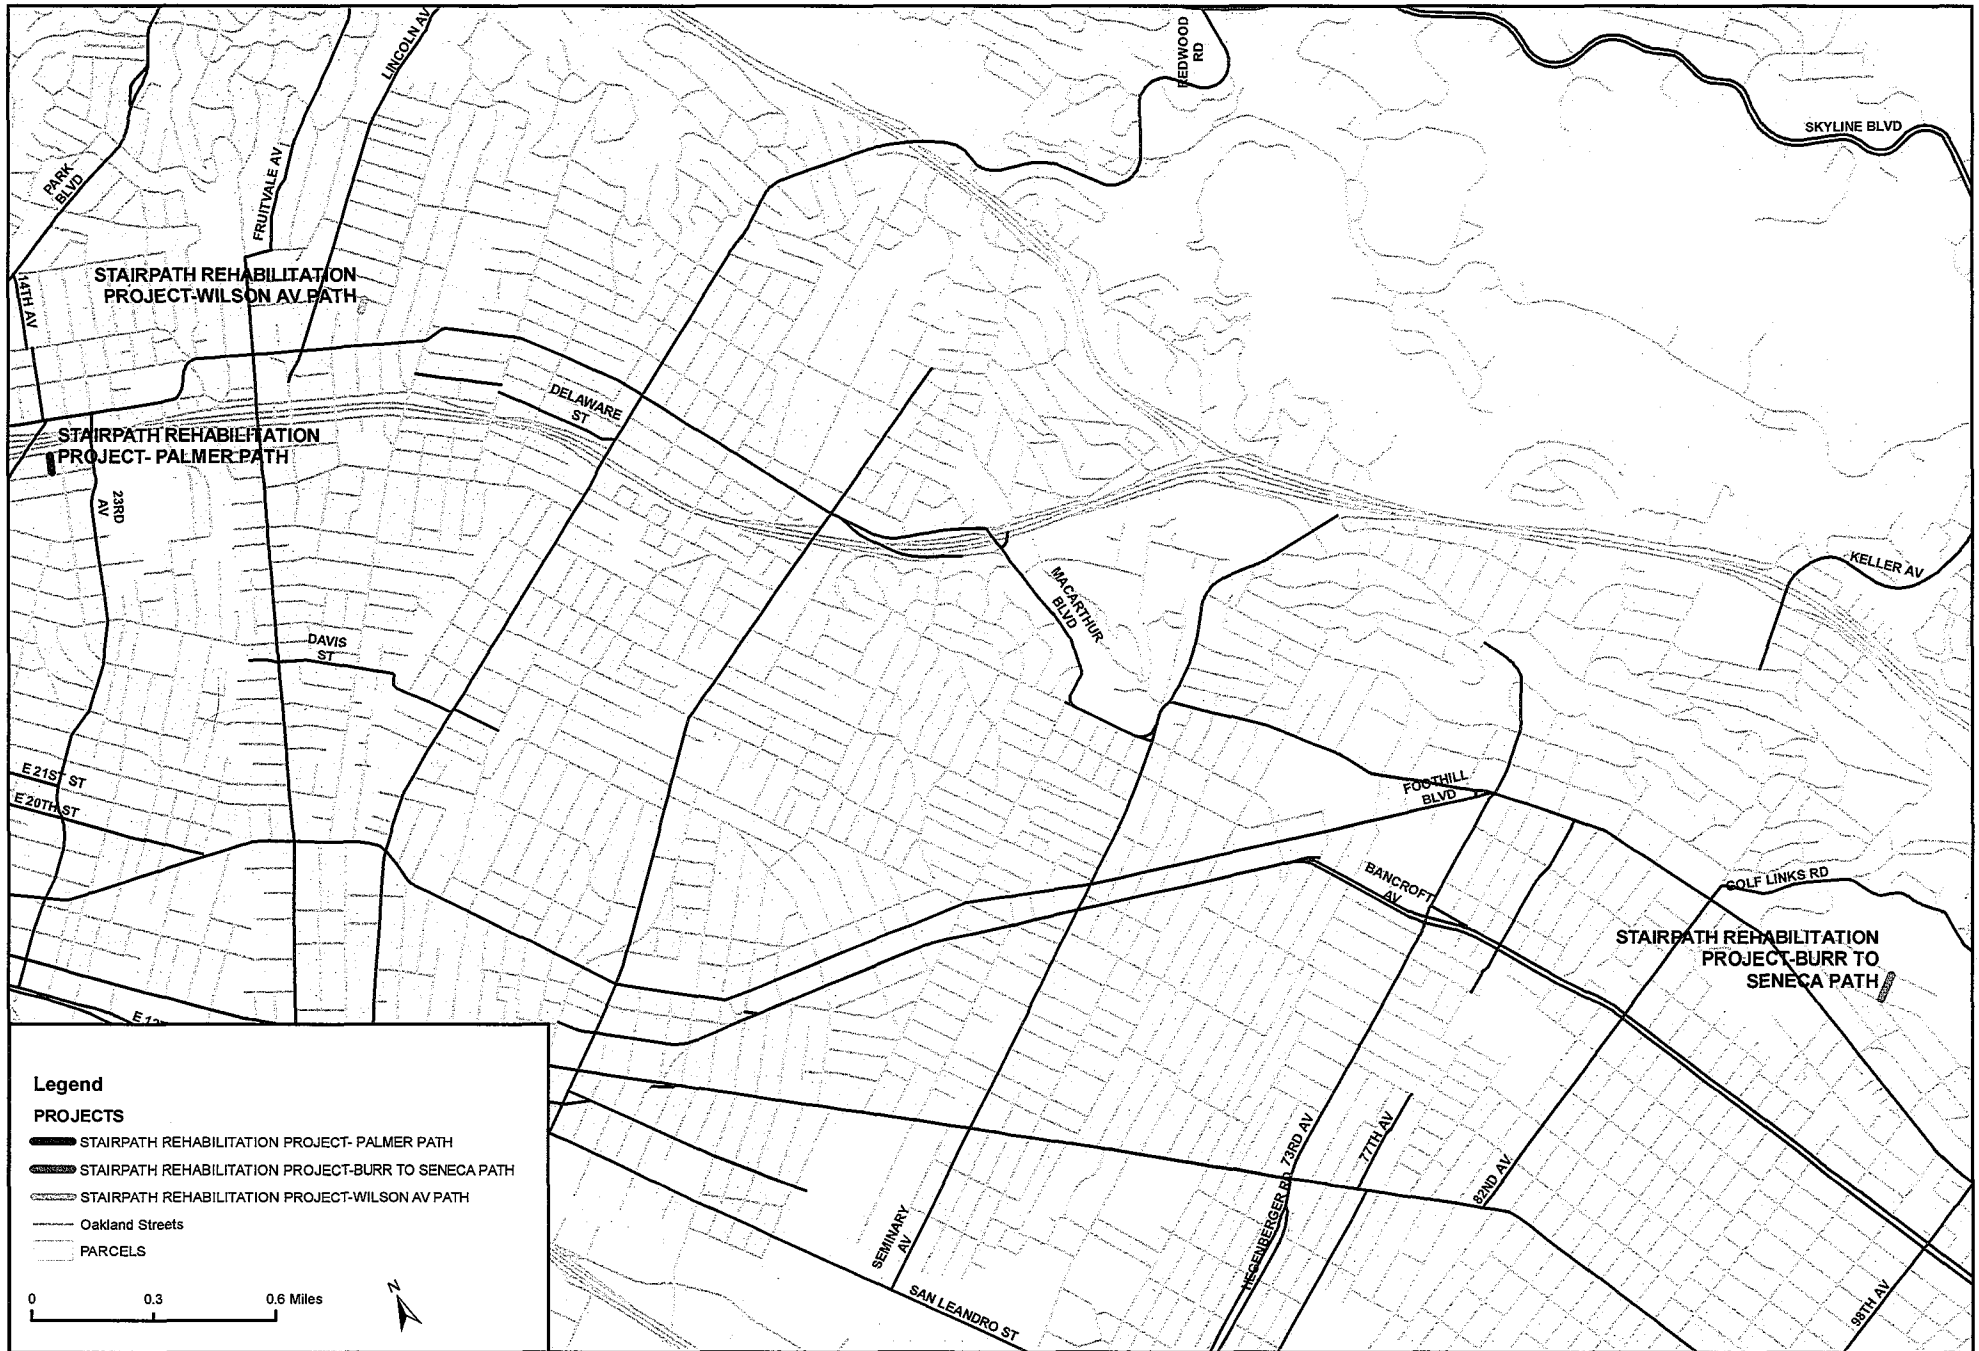 REDWOOD
RD
LINCOLN AV
SKYLINE BLVD
PARK
BLVD
FRUITVALE AV
STAIRPATH REHABILITATION
PROJECT-WILSON AV PATH
14TH AV
DELAWARE
ST
STAIRPATH REHABILITATION
PROJECT- PALMER PATH
23RD
AV
KELLER AV
MACARTHUR
BLVD
DAVIS
ST
E 21ST ST
E 20TH ST
FOOTHILL
BLVD
BANCROFT
AV
GOLF LINKS RD
STAIRPATH REHABILITATION
PROJECT-BURR TO
SENECA PATH
73RD AV
77TH AV
82ND AV
HEGENBERGER RD
SEMINARY
AV
SAN LEANDRO ST
98TH AV
Legend
PROJECTS
STAIRPATH REHABILITATION PROJECT- PALMER PATH
STAIRPATH REHABILITATION PROJECT-BURR TO SENECA PATH
STAIRPATH REHABILITATION PROJECT-WILSON AV PATH
Oakland Streets
PARCELS
0 0.3 0.6 Miles
N